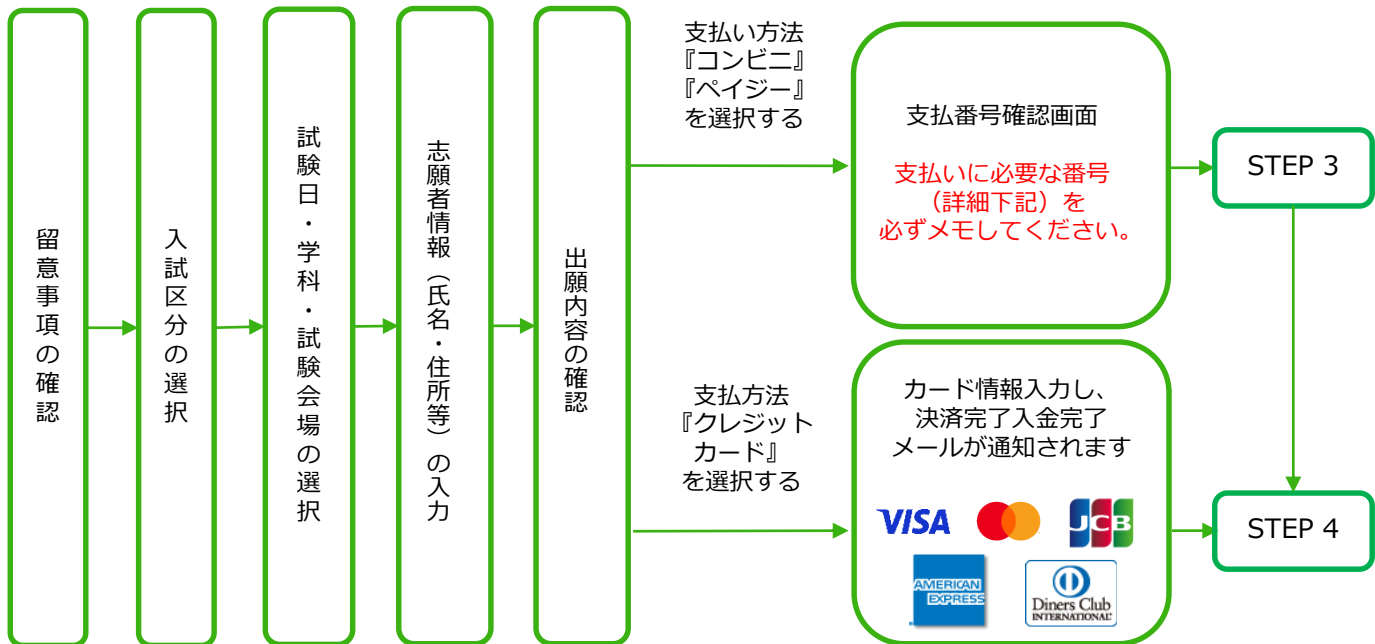 留意事項の確認
入試区分の選択
試験日・学科・試験会場の選択
志願者情報（氏名・住所等）の入力
出願内容の確認
支払い方法
『コンビニ』
『ペイジー』
を選択する
支払番号確認画面
支払いに必要な番号
（詳細下記）を
必ずメモしてください。
STEP 3
支払方法
『クレジット
カード』
を選択する
カード情報入力し、
決済完了入金完了
メールが通知されます
VISA
JCB
AMERICAN
EXPRESS
Diners Club
INTERNATIONAL
STEP 4